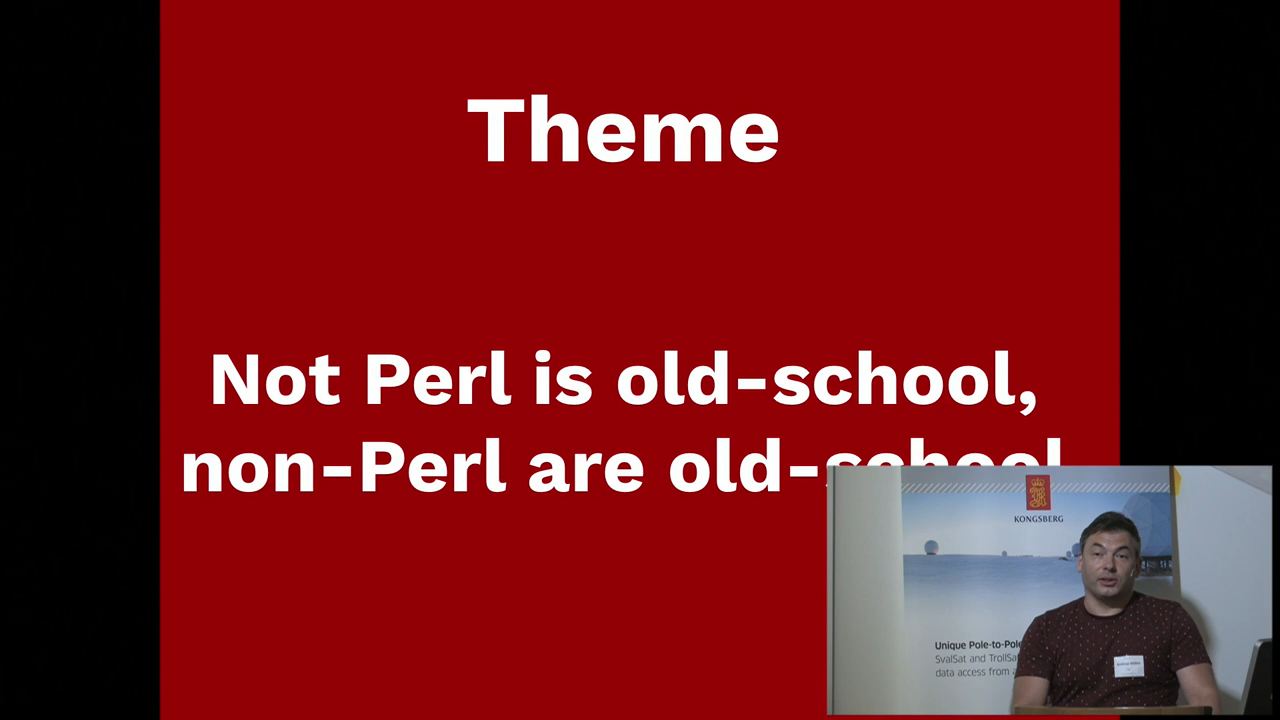 Theme
Not Perl is old-school,
non-Perl are old-school
KONGSBERG
Unique Pole-to-Pole
SvalSat and TrollSat
data access from